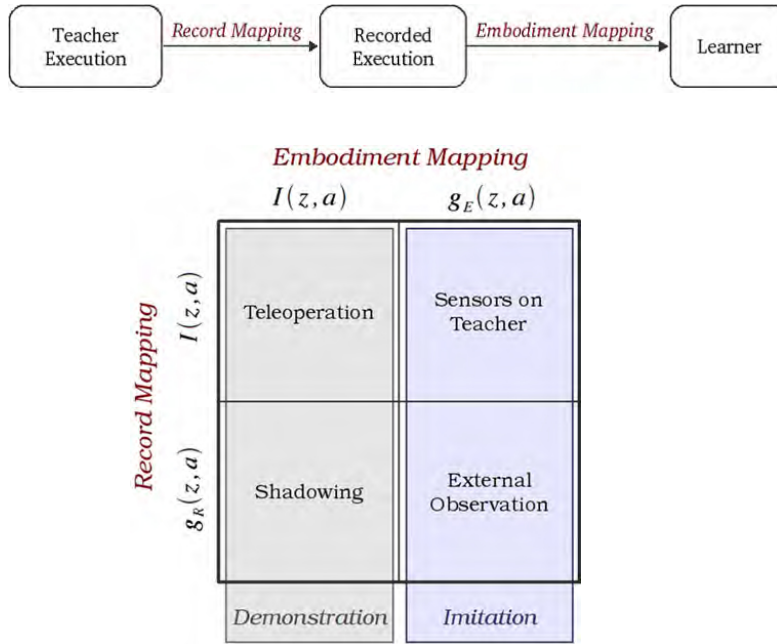 Teacher
Execution
Record Mapping
Recorded
Execution
Embodiment Mapping
Learner
Embodiment Mapping
I(z,a)
g_E(z,a)
Record Mapping
I(z,a)
Teleoperation
Sensors on
Teacher
g_R(z,a)
Shadowing
External
Observation
Demonstration
Imitation